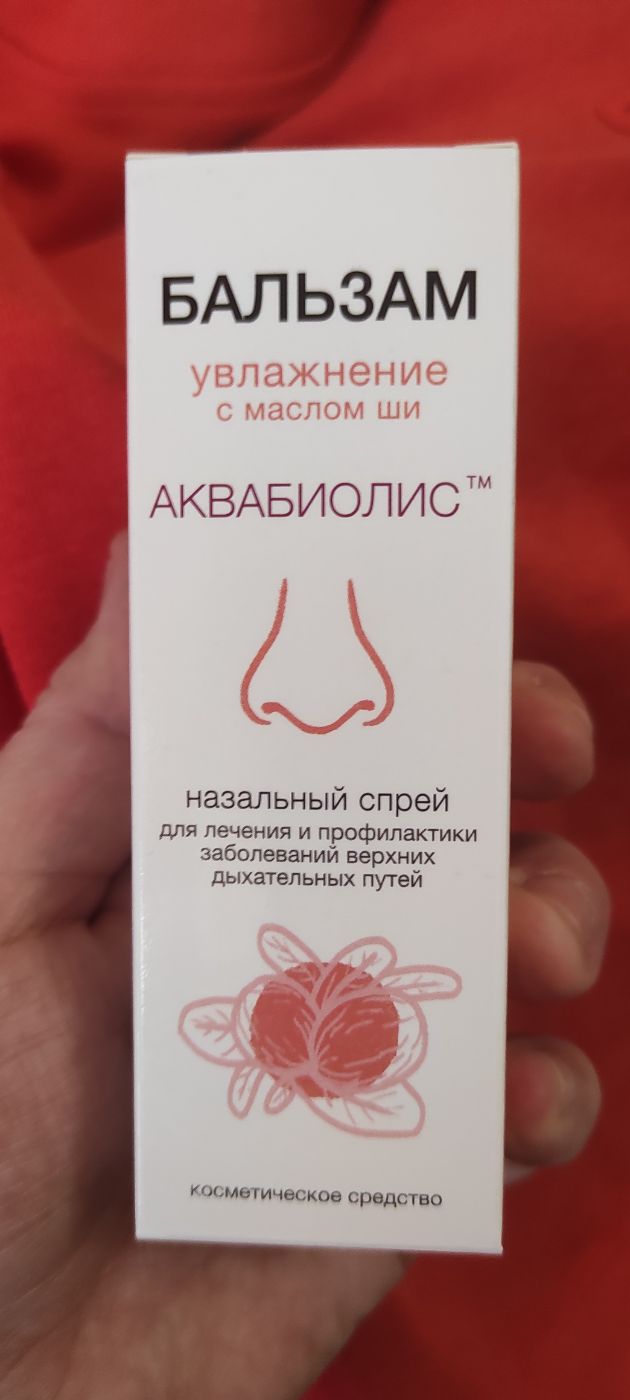 БАЛЬЗАМ
увлажнение
с маслом ши
АКВАБИОЛИС™
назальный спрей
для лечения и профилактики
заболеваний верхних
дыхательных путей
косметическое средство